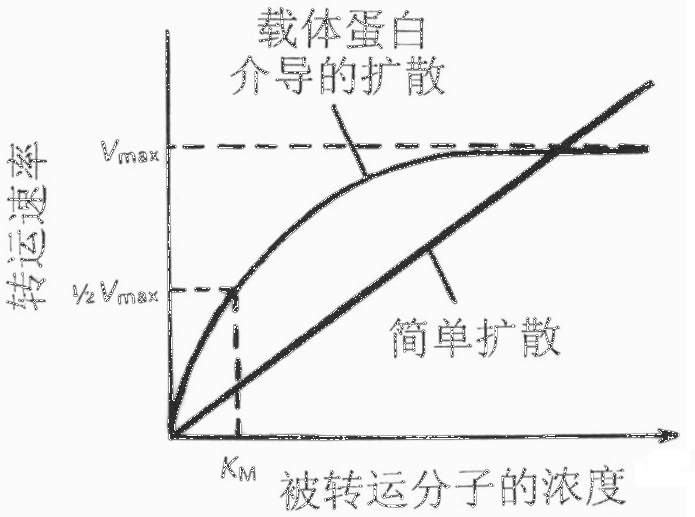 载体蛋白
介导的扩散
Vmax
转运速率
½Vmax
简单扩散
KM
被转运分子的浓度